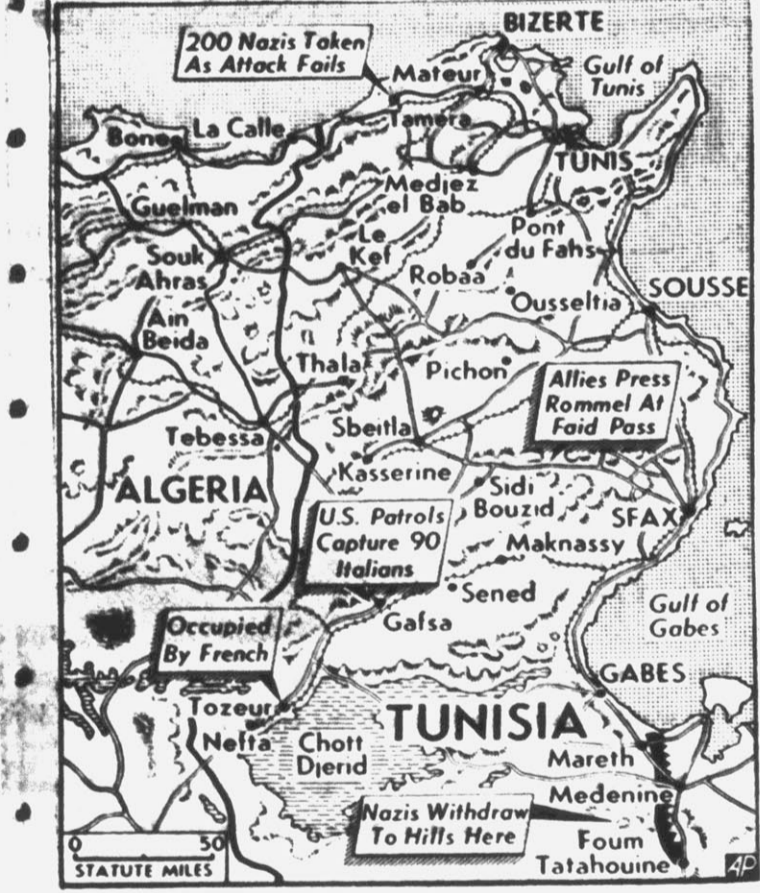 BIZERTE
200 Nazis Taken
As Attack Fails
Gulf of
Tunis
Mateur
Tamera
Bone
La Calle
TUNIS
Mediez
el Bab
Guelman
Pont
du Fahs
Le
Kef
Souk
Ahras
Robaa
SOUSSE
Ousseltia
Ain
Beida
Thala
Pichon
Allies Press
Rommel At
Faid Pass
Sbeitla
Tebessa
Kasserine
ALGERIA
Sidi
Bouzid
SFAX
U.S. Patrols
Capture 90
Italians
Maknassy
Sened
Gulf of
Gabes
Gafsa
Occupied
By French
GABES
Tozeur
TUNISIA
Nefta
Chott
Djerid
Mareth
Medenine
Nazis Withdraw
To Hills Here
Foum
Tatahouine
0 50
STATUTE MILES
AP